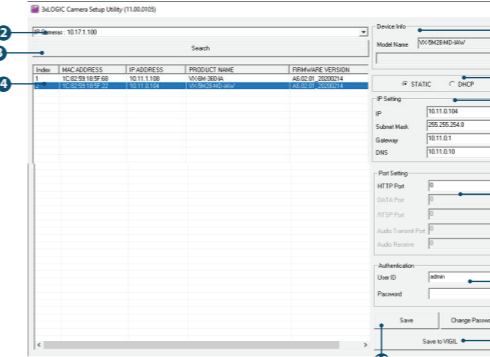 3xLOGIC Camera Setup Utility (11.00.0105)
IP Cameras : 10.17.1.100
Search
Index MAC ADDRESS IP ADDRESS PRODUCT NAME FIRMWARE VERSION
1 1C:82:59:18:5F:68 10.11.1.108 VX-8M-360-IA A6.02.01_20200214
2 1C:82:59:18:5F:22 10.11.0.104 VX-5M28-MD-IAW A6.02.01_20200214
Device Info
Model Name VX-5M28-MD-IAW
STATIC DHCP
IP Setting
IP 10.11.0.104
Subnet Mask 255.255.254.0
Gateway 10.11.0.1
DNS 10.11.0.10
Port Setting
HTTP Port 0
DATA Port 0
RTSP Port 0
Audio Transmit Port 0
Audio Receive 0
Authentication
User ID admin
Password
Save Change Passwo
Save to VIGIL
2
3
4